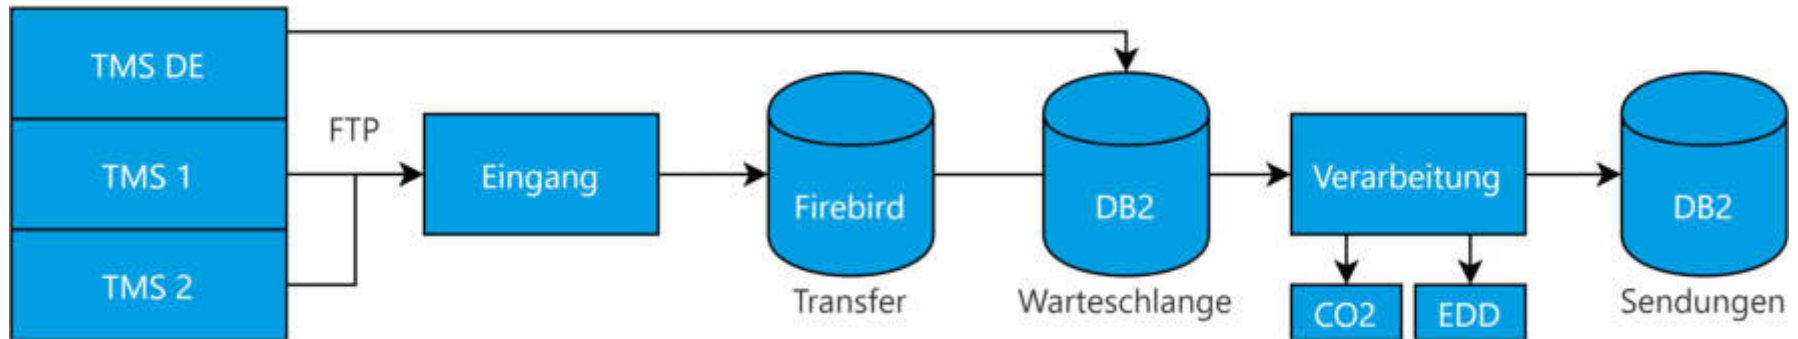 TMS DE
TMS 1
TMS 2
FTP
Eingang
Firebird
Transfer
DB2
Warteschlange
Verarbeitung
CO2
EDD
DB2
Sendungen